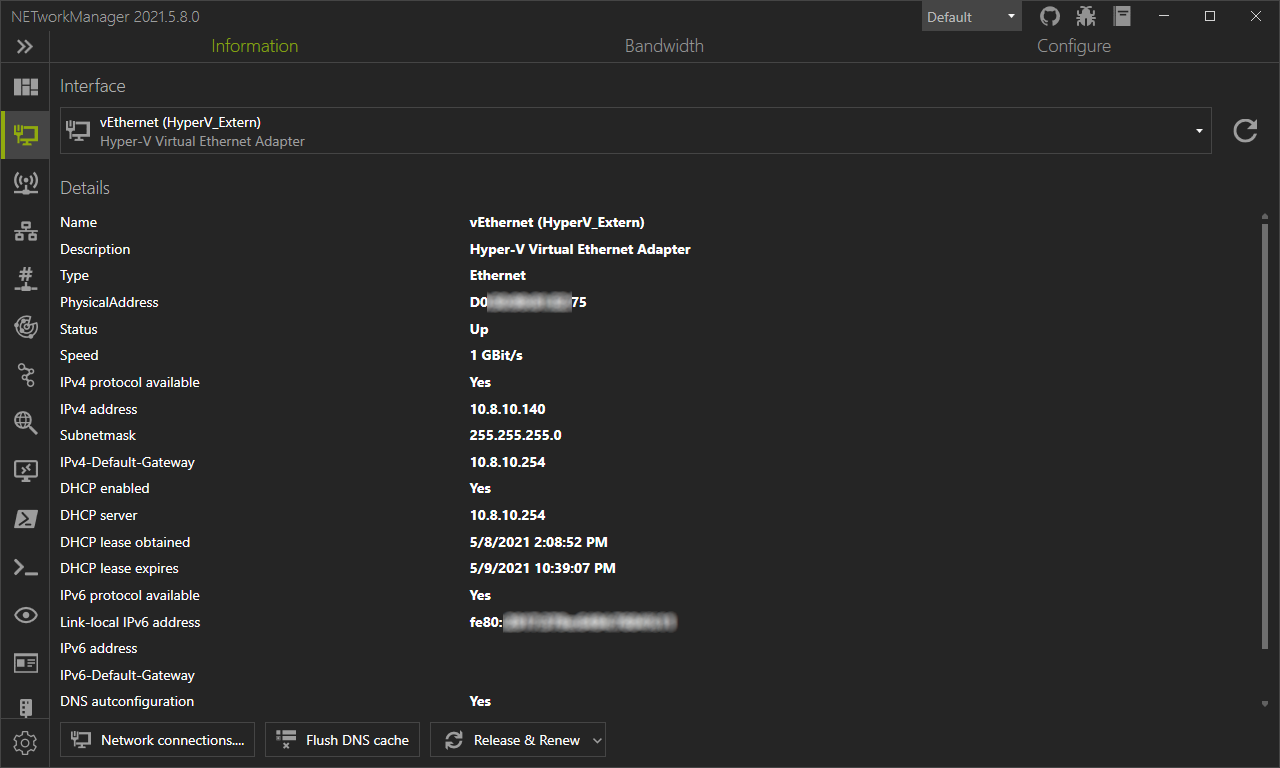 NETworkManager 2021.5.8.0 Default
Information Bandwidth Configure
Interface
vEthernet (HyperV_Extern)
Hyper-V Virtual Ethernet Adapter
Details
Name vEthernet (HyperV_Extern)
Description Hyper-V Virtual Ethernet Adapter
Type Ethernet
PhysicalAddress D0 75
Status Up
Speed 1 GBit/s
IPv4 protocol available Yes
IPv4 address 10.8.10.140
Subnetmask 255.255.255.0
IPv4-Default-Gateway 10.8.10.254
DHCP enabled Yes
DHCP server 10.8.10.254
DHCP lease obtained 5/8/2021 2:08:52 PM
DHCP lease expires 5/9/2021 10:39:07 PM
IPv6 protocol available Yes
Link-local IPv6 address fe80:
IPv6 address
IPv6-Default-Gateway
DNS autconfiguration Yes
Network connections.... Flush DNS cache Release & Renew